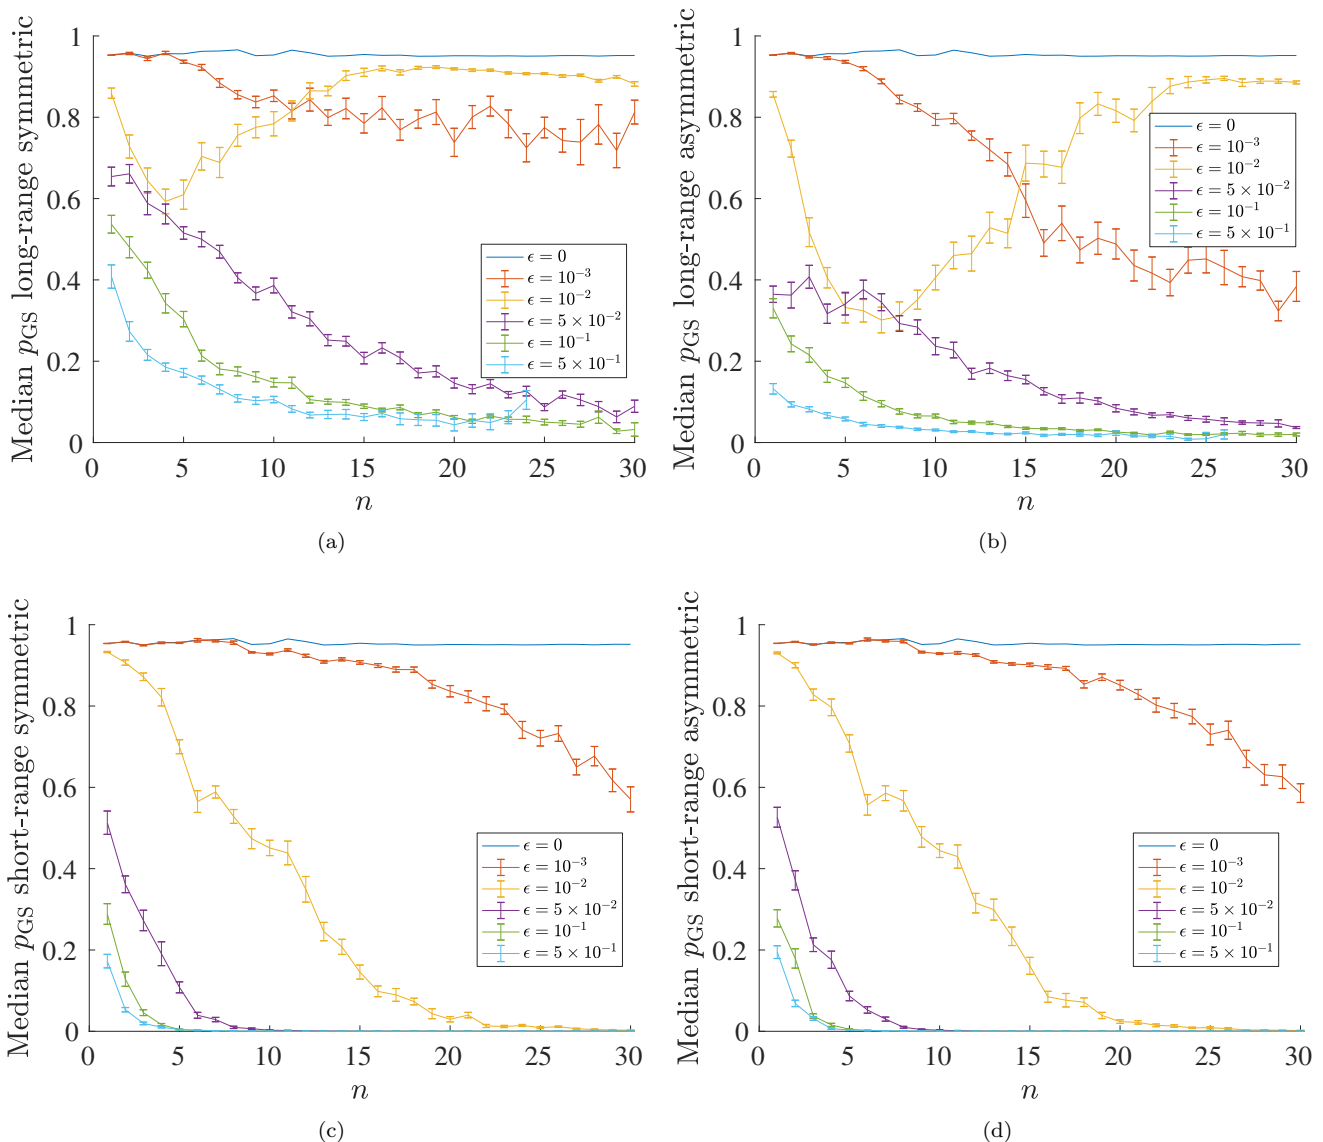 Median p_GS long-range symmetric
1
0.8
0.6
0.4
0.2
0
0 5 10 15 20 25 30
n
ϵ = 0
ϵ = 10⁻³
ϵ = 10⁻²
ϵ = 5 × 10⁻²
ϵ = 10⁻¹
ϵ = 5 × 10⁻¹
(a)
Median p_GS long-range asymmetric
1
0.8
0.6
0.4
0.2
0
0 5 10 15 20 25 30
n
ϵ = 0
ϵ = 10⁻³
ϵ = 10⁻²
ϵ = 5 × 10⁻²
ϵ = 10⁻¹
ϵ = 5 × 10⁻¹
(b)
Median p_GS short-range symmetric
1
0.8
0.6
0.4
0.2
0
0 5 10 15 20 25 30
n
ϵ = 0
ϵ = 10⁻³
ϵ = 10⁻²
ϵ = 5 × 10⁻²
ϵ = 10⁻¹
ϵ = 5 × 10⁻¹
(c)
Median p_GS short-range asymmetric
1
0.8
0.6
0.4
0.2
0
0 5 10 15 20 25 30
n
ϵ = 0
ϵ = 10⁻³
ϵ = 10⁻²
ϵ = 5 × 10⁻²
ϵ = 10⁻¹
ϵ = 5 × 10⁻¹
(d)